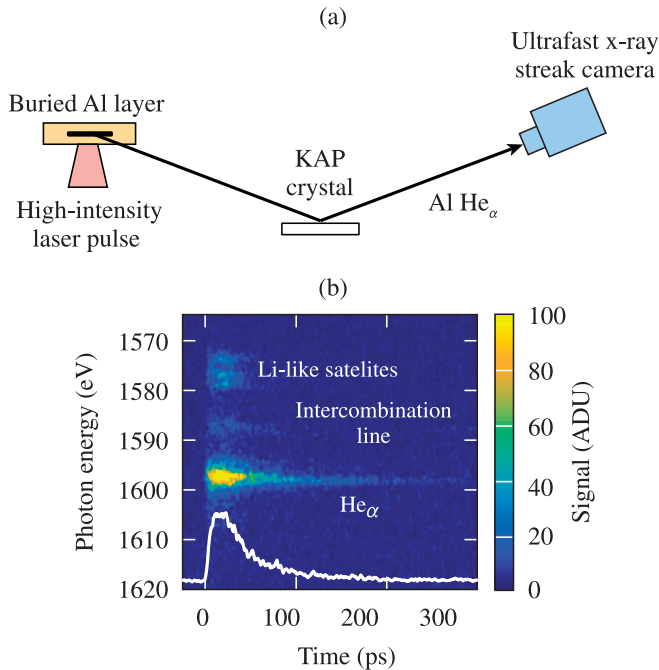 (a)
Ultrafast x-ray
streak camera
Buried Al layer
KAP
crystal
Al Heα
High-intensity
laser pulse
(b)
Photon energy (eV)
1570
1580
1590
1600
1610
1620
Li-like satelites
Intercombination
line
Heα
0
100
200
300
Time (ps)
100
80
60
40
20
0
Signal (ADU)